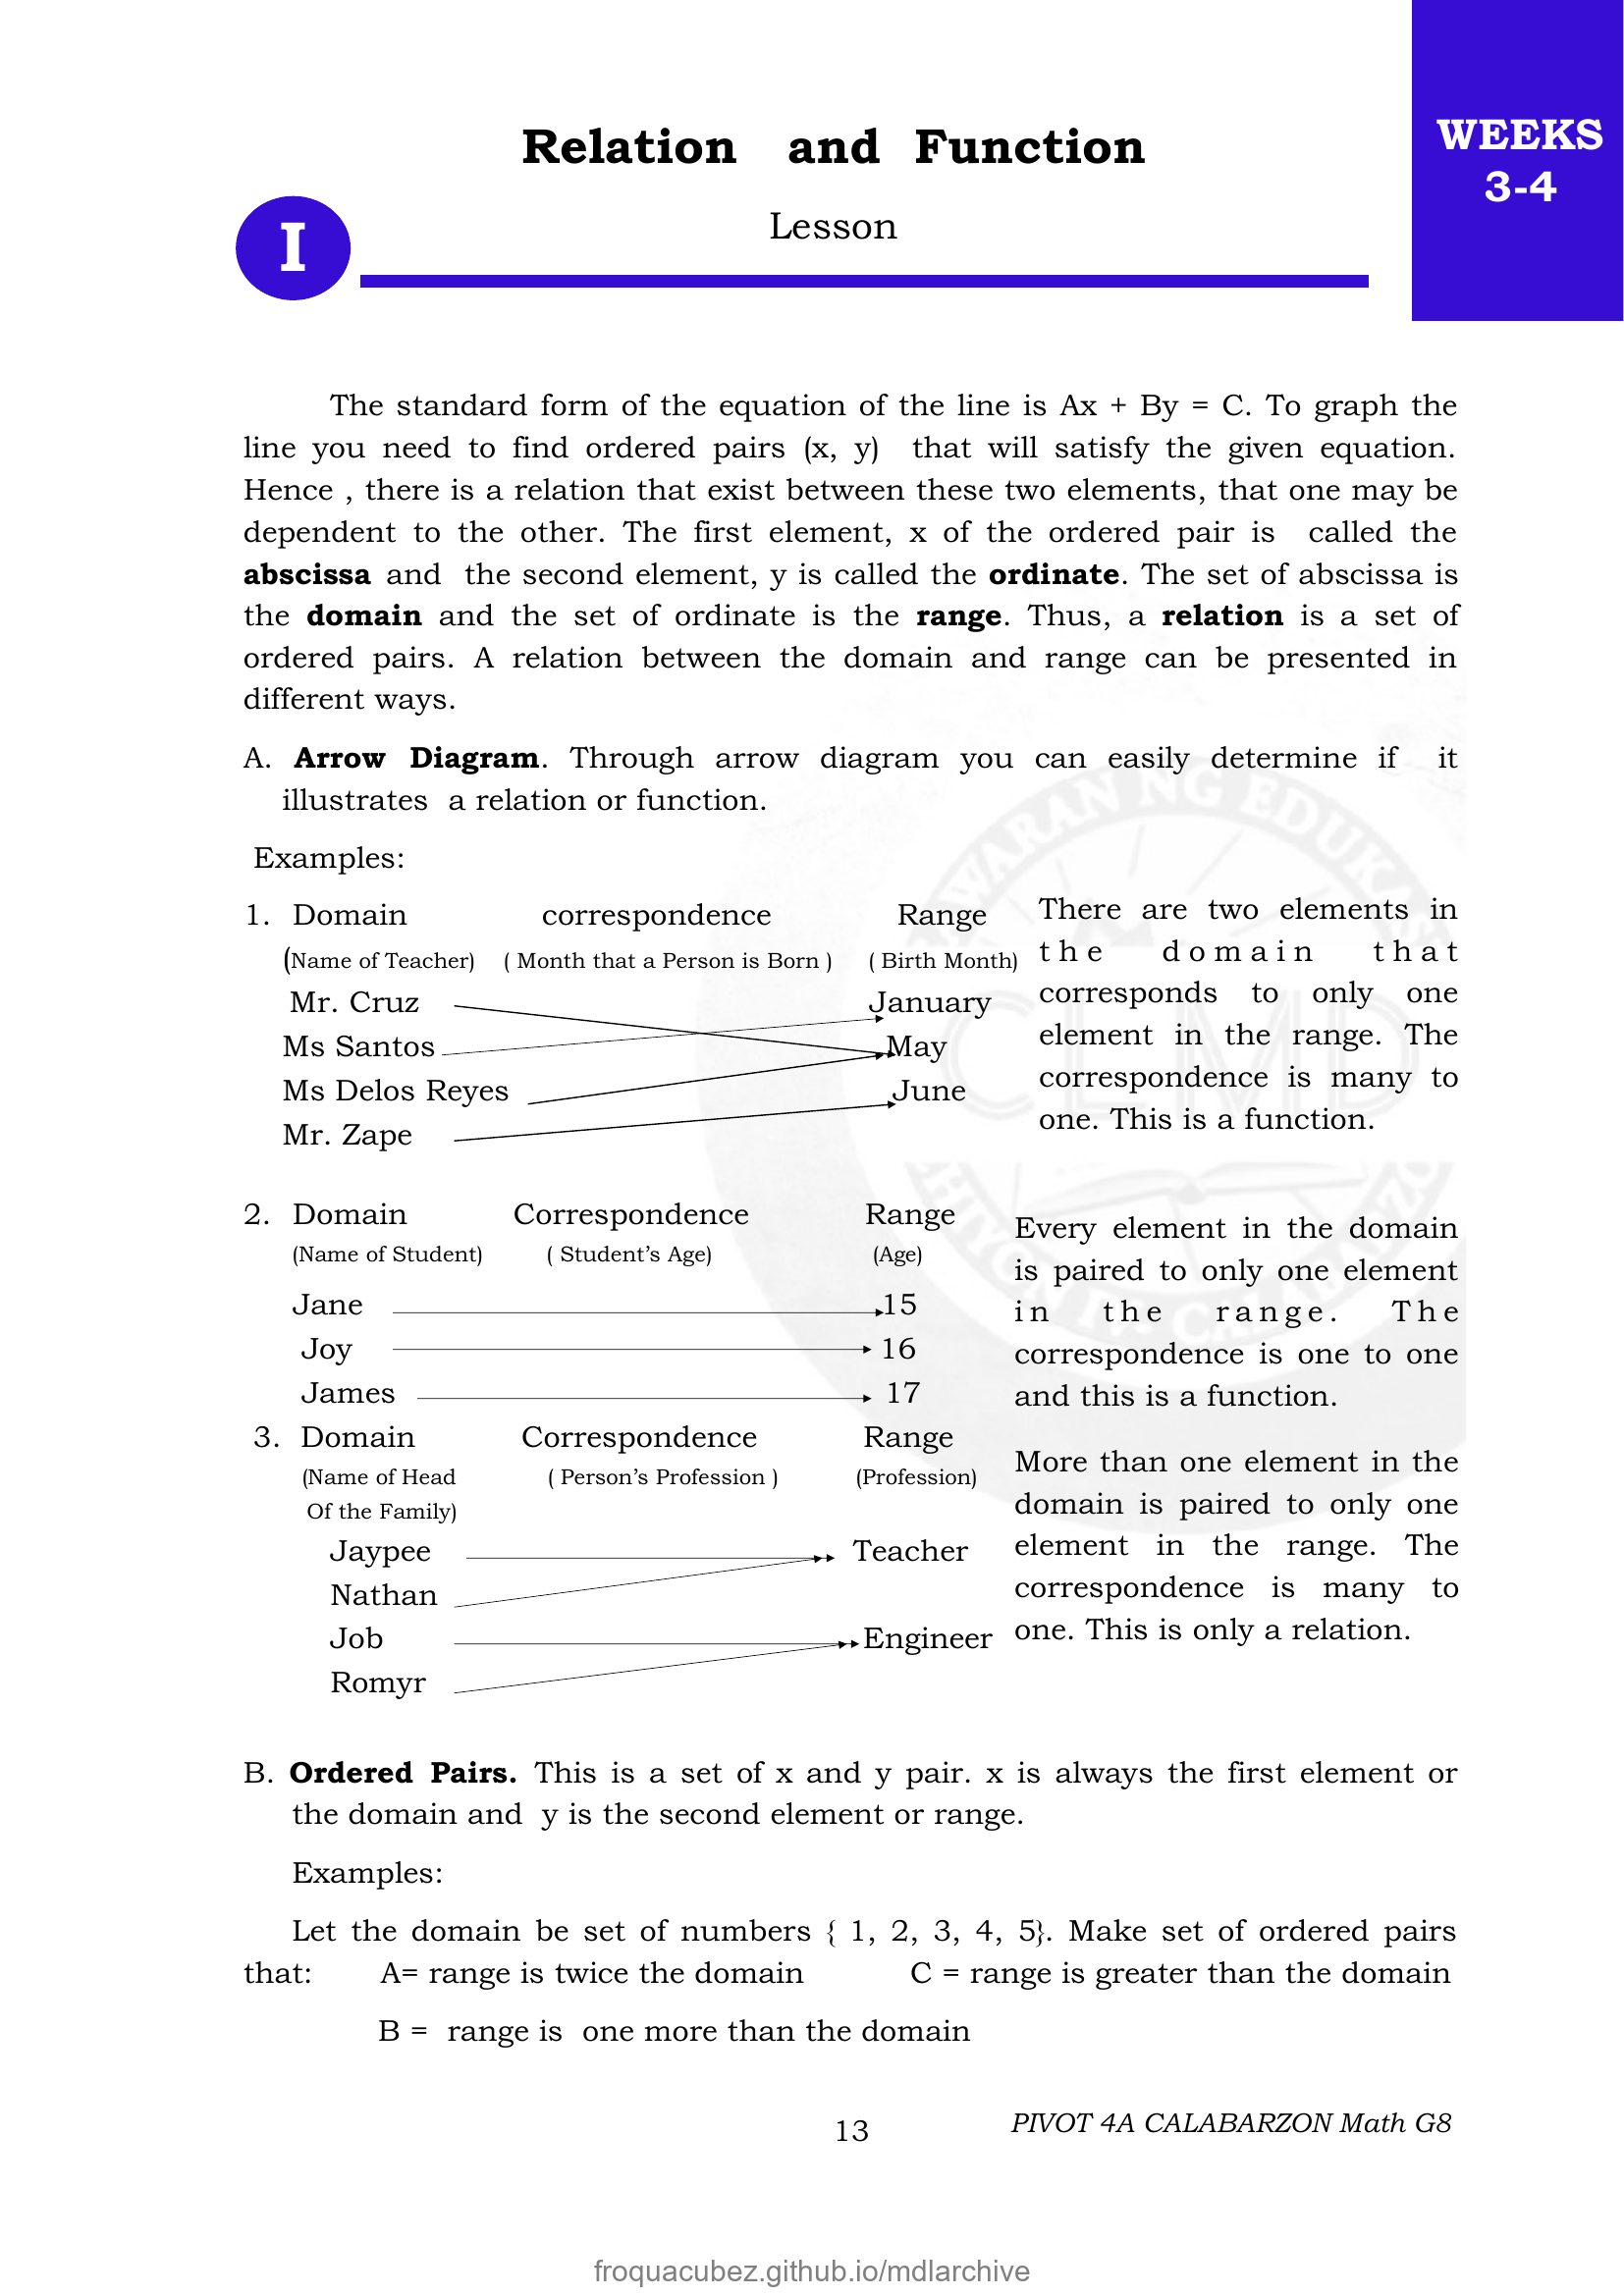 WEEKS
3-4
Relation and Function
Lesson
I
The standard form of the equation of the line is Ax + By = C. To graph the
line you need to find ordered pairs (x, y) that will satisfy the given equation.
Hence , there is a relation that exist between these two elements, that one may be
dependent to the other. The first element, x of the ordered pair is called the
abscissa and the second element, y is called the ordinate. The set of abscissa is
the domain and the set of ordinate is the range. Thus, a relation is a set of
ordered pairs. A relation between the domain and range can be presented in
different ways.
A. Arrow Diagram. Through arrow diagram you can easily determine if it
illustrates a relation or function.
Examples:
1. Domain correspondence Range
(Name of Teacher) ( Month that a Person is Born ) ( Birth Month)
Mr. Cruz January
Ms Santos May
Ms Delos Reyes June
Mr. Zape
There are two elements in
the domain that
corresponds to only one
element in the range. The
correspondence is many to
one. This is a function.
2. Domain Correspondence Range
(Name of Student) ( Student's Age) (Age)
Jane 15
Joy 16
James 17
Every element in the domain
is paired to only one element
in the range. The
correspondence is one to one
and this is a function.
3. Domain Correspondence Range
(Name of Head ( Person's Profession ) (Profession)
Of the Family)
Jaypee Teacher
Nathan
Job Engineer
Romyr
More than one element in the
domain is paired to only one
element in the range. The
correspondence is many to
one. This is only a relation.
B. Ordered Pairs. This is a set of x and y pair. x is always the first element or
the domain and y is the second element or range.
Examples:
Let the domain be set of numbers { 1, 2, 3, 4, 5}. Make set of ordered pairs
that: A= range is twice the domain C = range is greater than the domain
B = range is one more than the domain
13
PIVOT 4A CALABARZON Math G8
froquacubez.github.io/mdlarchive
CLMD